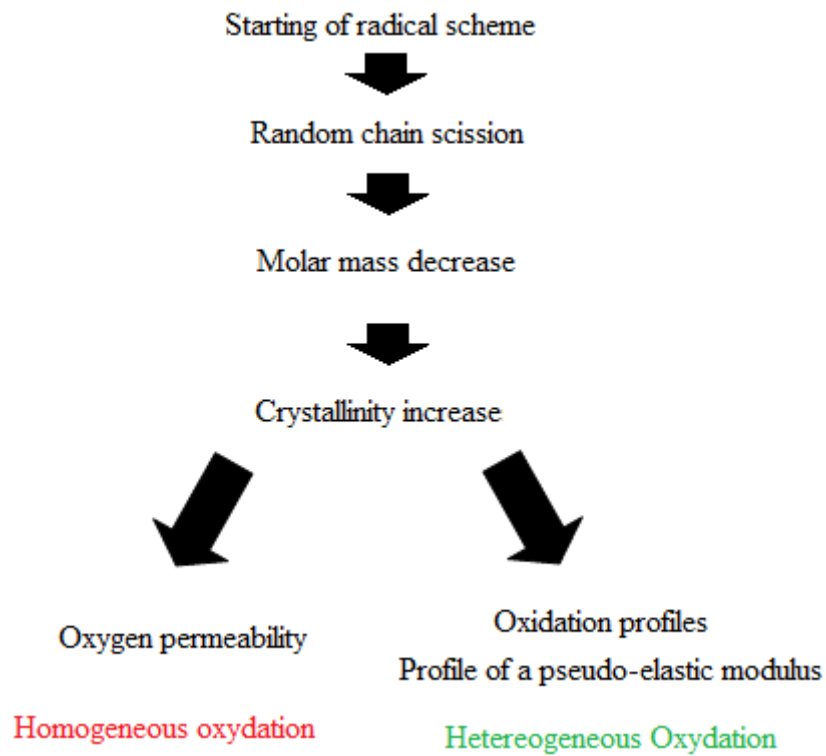 Starting of radical scheme
Random chain scission
Molar mass decrease
Crystallinity increase
Oxygen permeability
Homogeneous oxydation
Oxidation profiles
Profile of a pseudo-elastic modulus
Hetereogeneous Oxydation